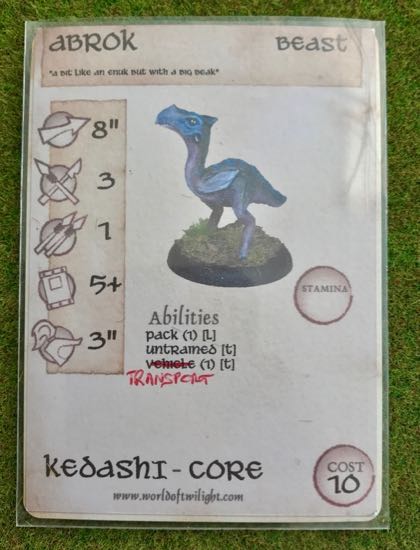 Abrok Beast
"a bit like an enuk but with a big beak"
8"
3
1
5+
3"
STAMINA
Abilities
pack (1) [L]
untrained [t]
vehicle (1) [t]
TRANSPORT
Kedashi - Core
COST
10
www.worldoftwilight.com